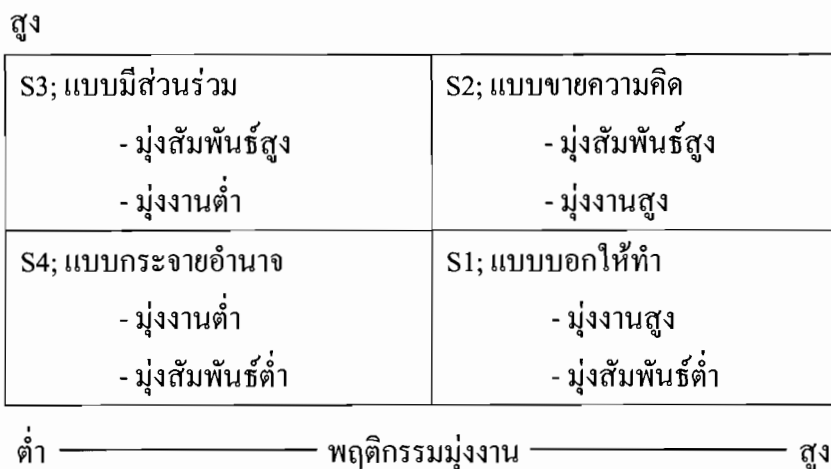 สูง
S3; แบบมีส่วนร่วม
- มุ่งสัมพันธ์สูง
- มุ่งงานต่ำ
S2; แบบขายความคิด
- มุ่งสัมพันธ์สูง
- มุ่งงานสูง
S4; แบบกระจายอำนาจ
- มุ่งงานต่ำ
- มุ่งสัมพันธ์ต่ำ
S1; แบบบอกให้ทำ
- มุ่งงานสูง
- มุ่งสัมพันธ์ต่ำ
ต่ำ พฤติกรรมมุ่งงาน สูง